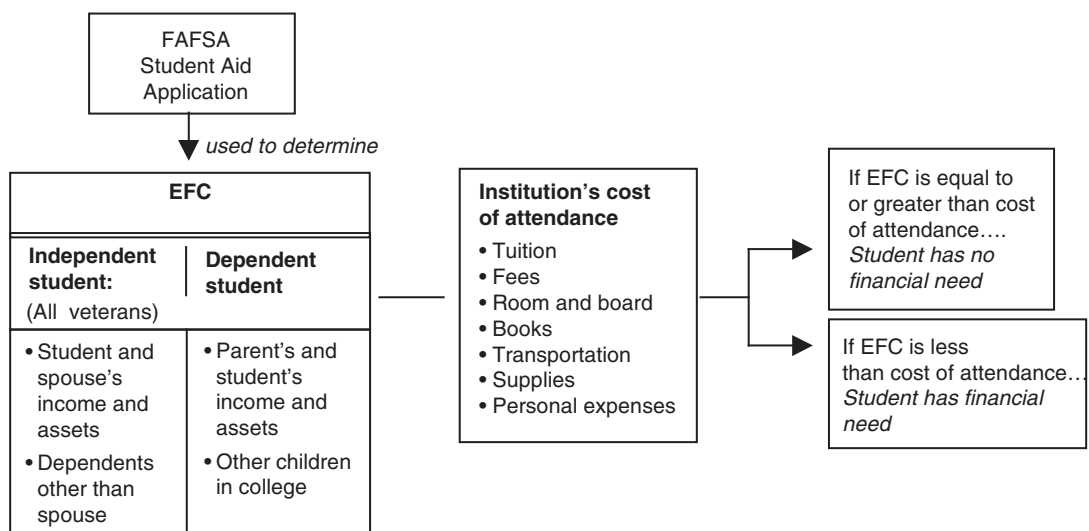 FAFSA
Student Aid
Application
used to determine
EFC
Independent
student:
(All veterans)
• Student and
spouse's
income and
assets
• Dependents
other than
spouse
Dependent
student
• Parent's and
student's
income and
assets
• Other children
in college
Institution's cost
of attendance
• Tuition
• Fees
• Room and board
• Books
• Transportation
• Supplies
• Personal expenses
If EFC is equal to
or greater than cost
of attendance....
Student has no
financial need
If EFC is less
than cost of attendance...
Student has financial
need